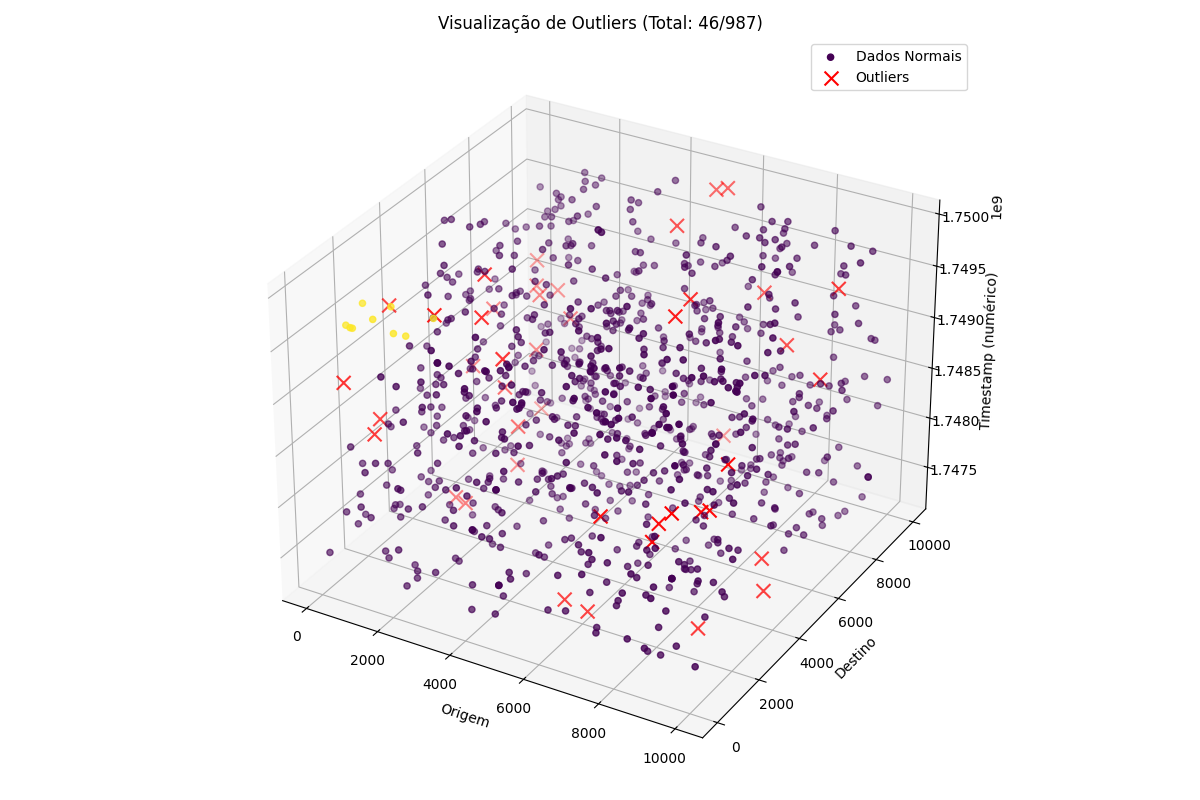 Visualização de Outliers (Total: 46/987)
Dados Normais
Outliers
1e9
1.7500
1.7495
1.7490
1.7485
1.7480
1.7475
Timestamp (numérico)
10000
8000
6000
4000
2000
0
Destino
0
2000
4000
6000
8000
10000
Origem